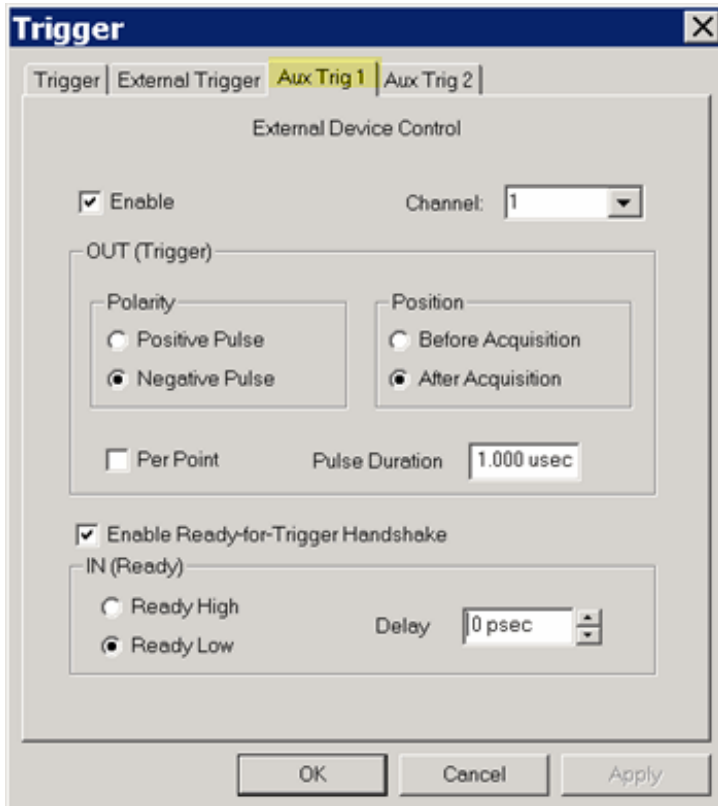 Trigger
Trigger External Trigger Aux Trig 1 Aux Trig 2
External Device Control
Enable Channel: 1
OUT (Trigger)
Polarity Position
Positive Pulse Before Acquisition
Negative Pulse After Acquisition
Per Point Pulse Duration 1.000 usec
Enable Ready-for-Trigger Handshake
IN (Ready)
Ready High
Delay 0 psec
Ready Low
OK Cancel Apply